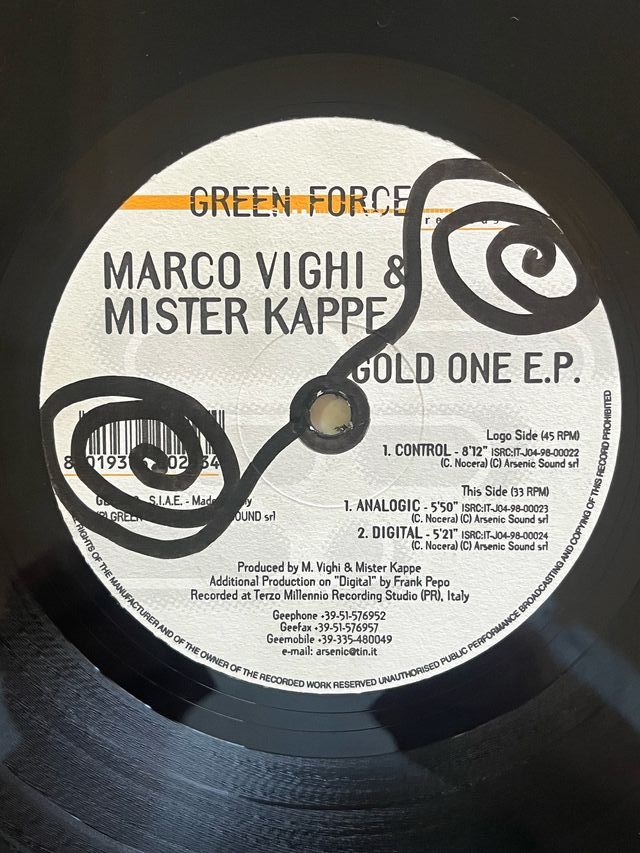 GREEN FORCE
MARCO VIGHI &
MISTER KAPPE
GOLD ONE E.P.
Logo Side (45 RPM)
1. CONTROL - 8'12" ISRC:IT-J04-98-00022
(C. Nocera) (C) Arsenic Sound srl
This Side (33 RPM)
1. ANALOGIC - 5'50" ISRC:IT-J04-98-00023
(C. Nocera) (C) Arsenic Sound srl
2. DIGITAL - 5'21" ISRC:IT-J04-98-00024
(C. Nocera) (C) Arsenic Sound srl
S.I.A.E. -
SOUND srl
Produced by M. Vighi & Mister Kappe
Additional Production on "Digital" by Frank Pepo
Recorded at Terzo Millennio Recording Studio (PR), Italy
Geephone +39-51-576952
Geefax +39-51-576957
Geemobile +39-335-480049
e-mail: arsenic@tin.it
RIGHTS OF THE MANUFACTURER AND OF THE OWNER OF THE RECORDED WORK RESERVED UNAUTHORISED PUBLIC PERFORMANCE BROADCASTING AND COPYING OF THIS RECORD PROHIBITED